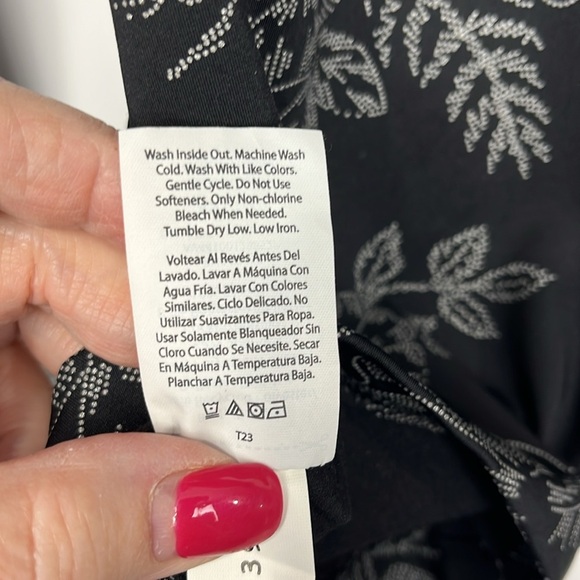 Wash Inside Out. Machine Wash
Cold. Wash With Like Colors.
Gentle Cycle. Do Not Use
Softeners. Only Non-chlorine
Bleach When Needed.
Tumble Dry Low. Low Iron.
Voltear Al Revés Antes Del
Lavado. Lavar A Máquina Con
Agua Fría. Lavar Con Colores
Similares. Ciclo Delicado. No
Utilizar Suavizantes Para Ropa.
Usar Solamente Blanqueador Sin
Cloro Cuando Se Necesite. Secar
En Máquina A Temperatura Baja.
Planchar A Temperatura Baja.
T23